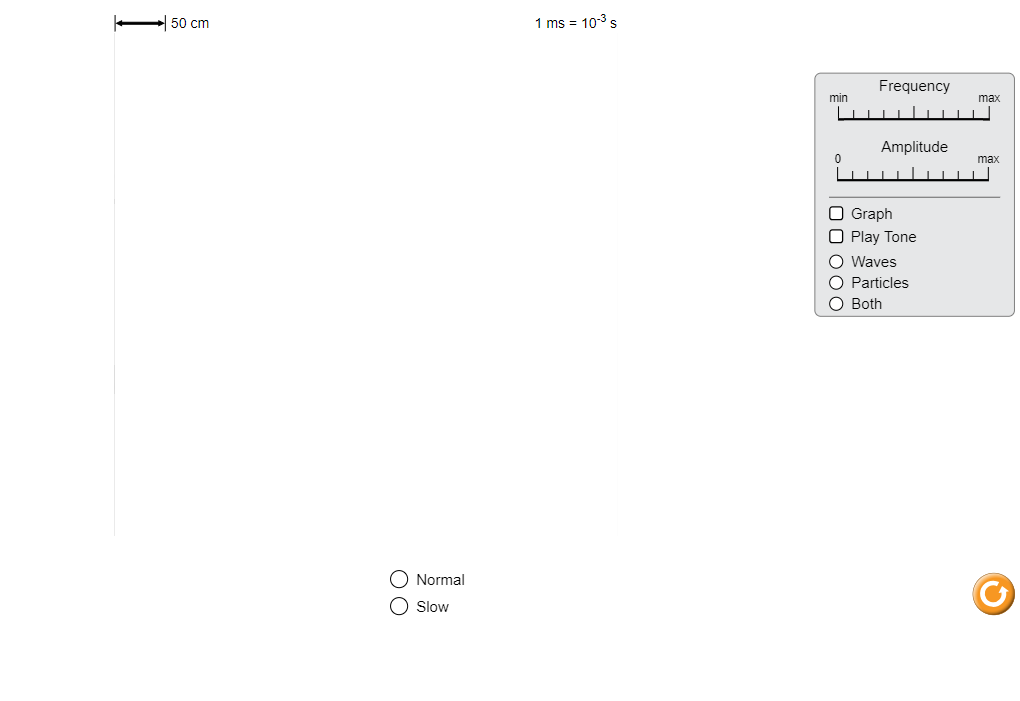 50 cm
1 ms = 10⁻³ s
Frequency
min max
Amplitude
0 max
Graph
Play Tone
Waves
Particles
Both
Normal
Slow